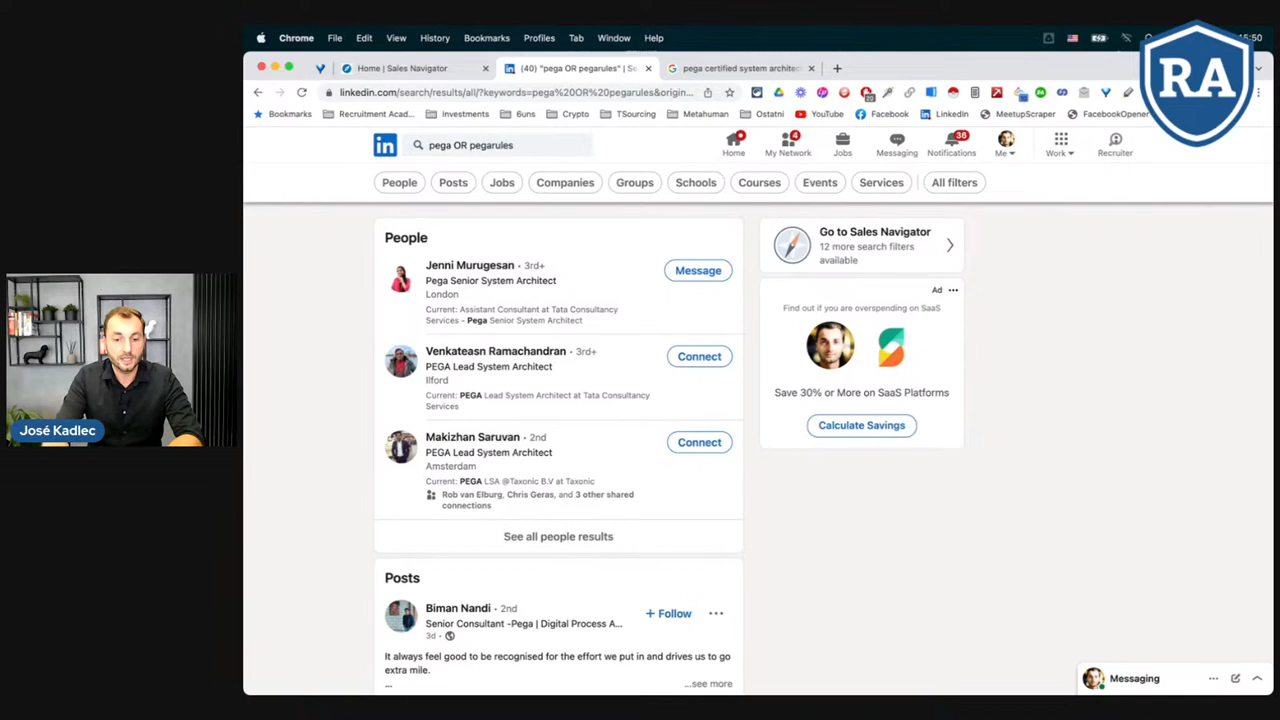 Chrome File Edit View History Bookmarks Profiles Tab Window Help
15:50
RA
Home | Sales Navigator
(40) "pega OR pegarules" | Se
pega certified system architec
linkedin.com/search/results/all/?keywords=pega%20OR%20pegarules&origin...
Bookmarks Recruitment Acad... Investments 6uns Crypto TSourcing Metahuman Ostatni YouTube Facebook LinkedIn MeetupScraper FacebookOpener
in
pega OR pegarules
Home
My Network
4
Jobs
Messaging
36
Notifications
Me
Work
Recruiter
People Posts Jobs Companies Groups Schools Courses Events Services All filters
People
Jenni Murugesan • 3rd+
Pega Senior System Architect
London
Current: Assistant Consultant at Tata Consultancy
Services - Pega Senior System Architect
Message
Venkateasn Ramachandran • 3rd+
PEGA Lead System Architect
Ilford
Current: PEGA Lead System Architect at Tata Consultancy
Services
Connect
Makizhan Saruvan • 2nd
PEGA Lead System Architect
Amsterdam
Current: PEGA LSA @Taxonic B.V at Taxonic
Rob van Elburg, Chris Geras, and 3 other shared
connections
Connect
See all people results
Posts
Biman Nandi • 2nd
Senior Consultant -Pega | Digital Process A...
3d •
+ Follow
It always feel good to be recognised for the effort we put in and drives us to go
extra mile.
...
...see more
Go to Sales Navigator
12 more search filters
available
Ad
Find out if you are overspending on SaaS
Save 30% or More on SaaS Platforms
Calculate Savings
Messaging
José Kadlec